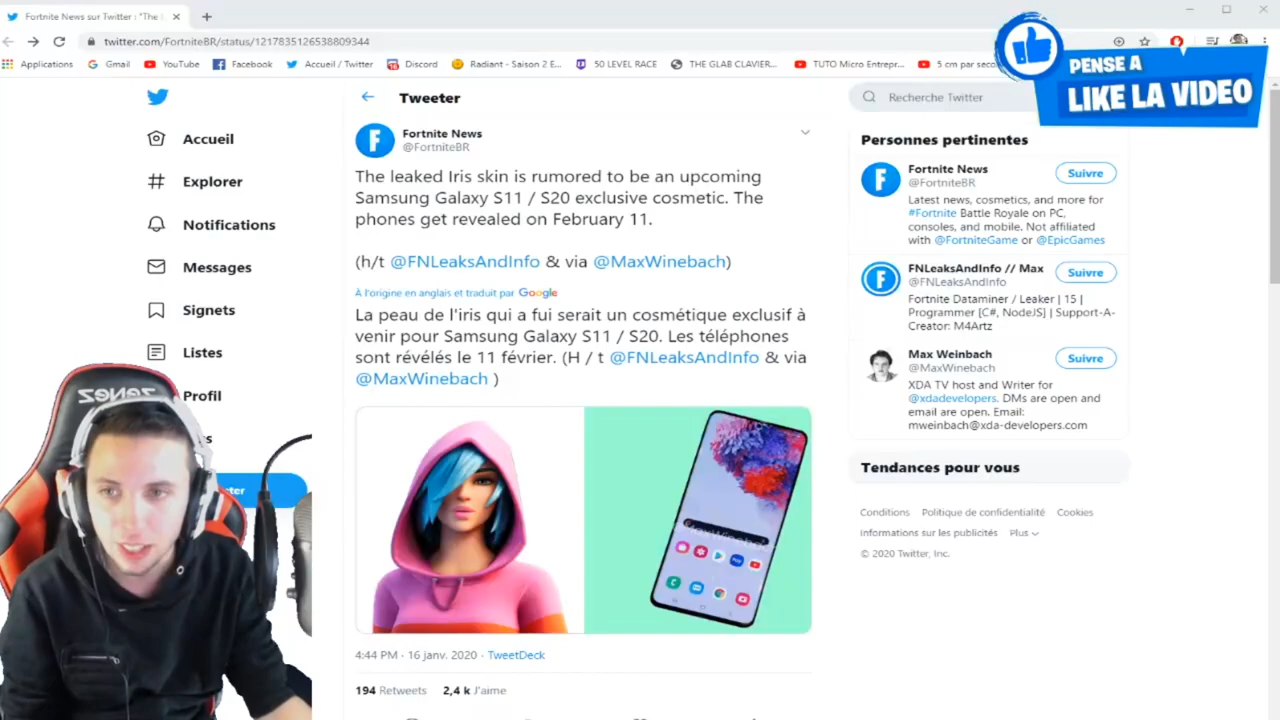 Fortnite News sur Twitter : "The l
twitter.com/FortniteBR/status/1217835126538809344
Applications
Gmail
YouTube
Facebook
Accueil / Twitter
Discord
Radiant - Saison 2 E...
50 LEVEL RACE
THE GLAB CLAVIER...
TUTO Micro Entrepr...
5 cm par seco
PENSE A
LIKE LA VIDEO
Accueil
Explorer
Notifications
Messages
Signets
Listes
Profil
Tweeter
Fortnite News
@FortniteBR
The leaked Iris skin is rumored to be an upcoming
Samsung Galaxy S11 / S20 exclusive cosmetic. The
phones get revealed on February 11.
(h/t @FNLeaksAndInfo & via @MaxWinebach)
À l'origine en anglais et traduit par Google
La peau de l'iris qui a fui serait un cosmétique exclusif à
venir pour Samsung Galaxy S11 / S20. Les téléphones
sont révélés le 11 février. (H / t @FNLeaksAndInfo & via
@MaxWinebach )
4:44 PM · 16 janv. 2020 · TweetDeck
194 Retweets 2,4 k J'aime
Recherche Twitter
Personnes pertinentes
Fortnite News
@FortniteBR
Suivre
Latest news, cosmetics, and more for
#Fortnite Battle Royale on PC,
consoles, and mobile. Not affiliated
with @FortniteGame or @EpicGames
FNLeaksAndInfo // Max
@FNLeaksAndInfo
Suivre
Fortnite Dataminer / Leaker | 15 |
Programmer [C#, NodeJS] | Support-A-
Creator: M4Artz
Max Weinbach
@MaxWinebach
Suivre
XDA TV host and Writer for
@xdadevelopers. DMs are open and
email are open. Email:
mweinbach@xda-developers.com
Tendances pour vous
Conditions Politique de confidentialité Cookies
Informations sur les publicités Plus
© 2020 Twitter, Inc.